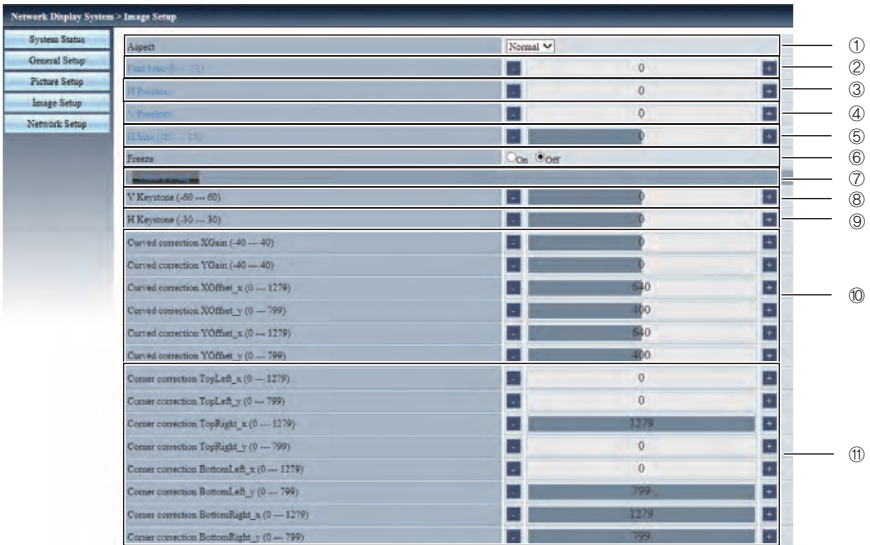 Network Display System > Image Setup
System Status
General Setup
Picture Setup
Image Setup
Network Setup
Aspect Normal ①
- 0 + ②
H Position - 0 + ③
V Position - 0 + ④
H Size (-15 --- 15) - 0 + ⑤
Freeze On Off ⑥
⑦
V Keystone (-60 --- 60) - 0 + ⑧
H Keystone (-30 --- 30) - 0 + ⑨
Curved correction XGain (-40 --- 40) - 0 +
Curved correction YGain (-40 --- 40) - 0 +
Curved correction XOffset_x (0 --- 1279) - 640 +
⑩
Curved correction XOffset_y (0 --- 799) - 400 +
Curved correction YOffset_x (0 --- 1279) - 640 +
Curved correction YOffset_y (0 --- 799) - 400 +
Corner correction TopLeft_x (0 --- 1279) - 0 +
Corner correction TopLeft_y (0 --- 799) - 0 +
Corner correction TopRight_x (0 --- 1279) - 1279 +
Corner correction TopRight_y (0 --- 799) - 0 +
⑪
Corner correction BottomLeft_x (0 --- 1279) - 0 +
Corner correction BottomLeft_y (0 --- 799) - 799 +
Corner correction BottomRight_x (0 --- 1279) - 1279 +
Corner correction BottomRight_y (0 --- 799) - 799 +